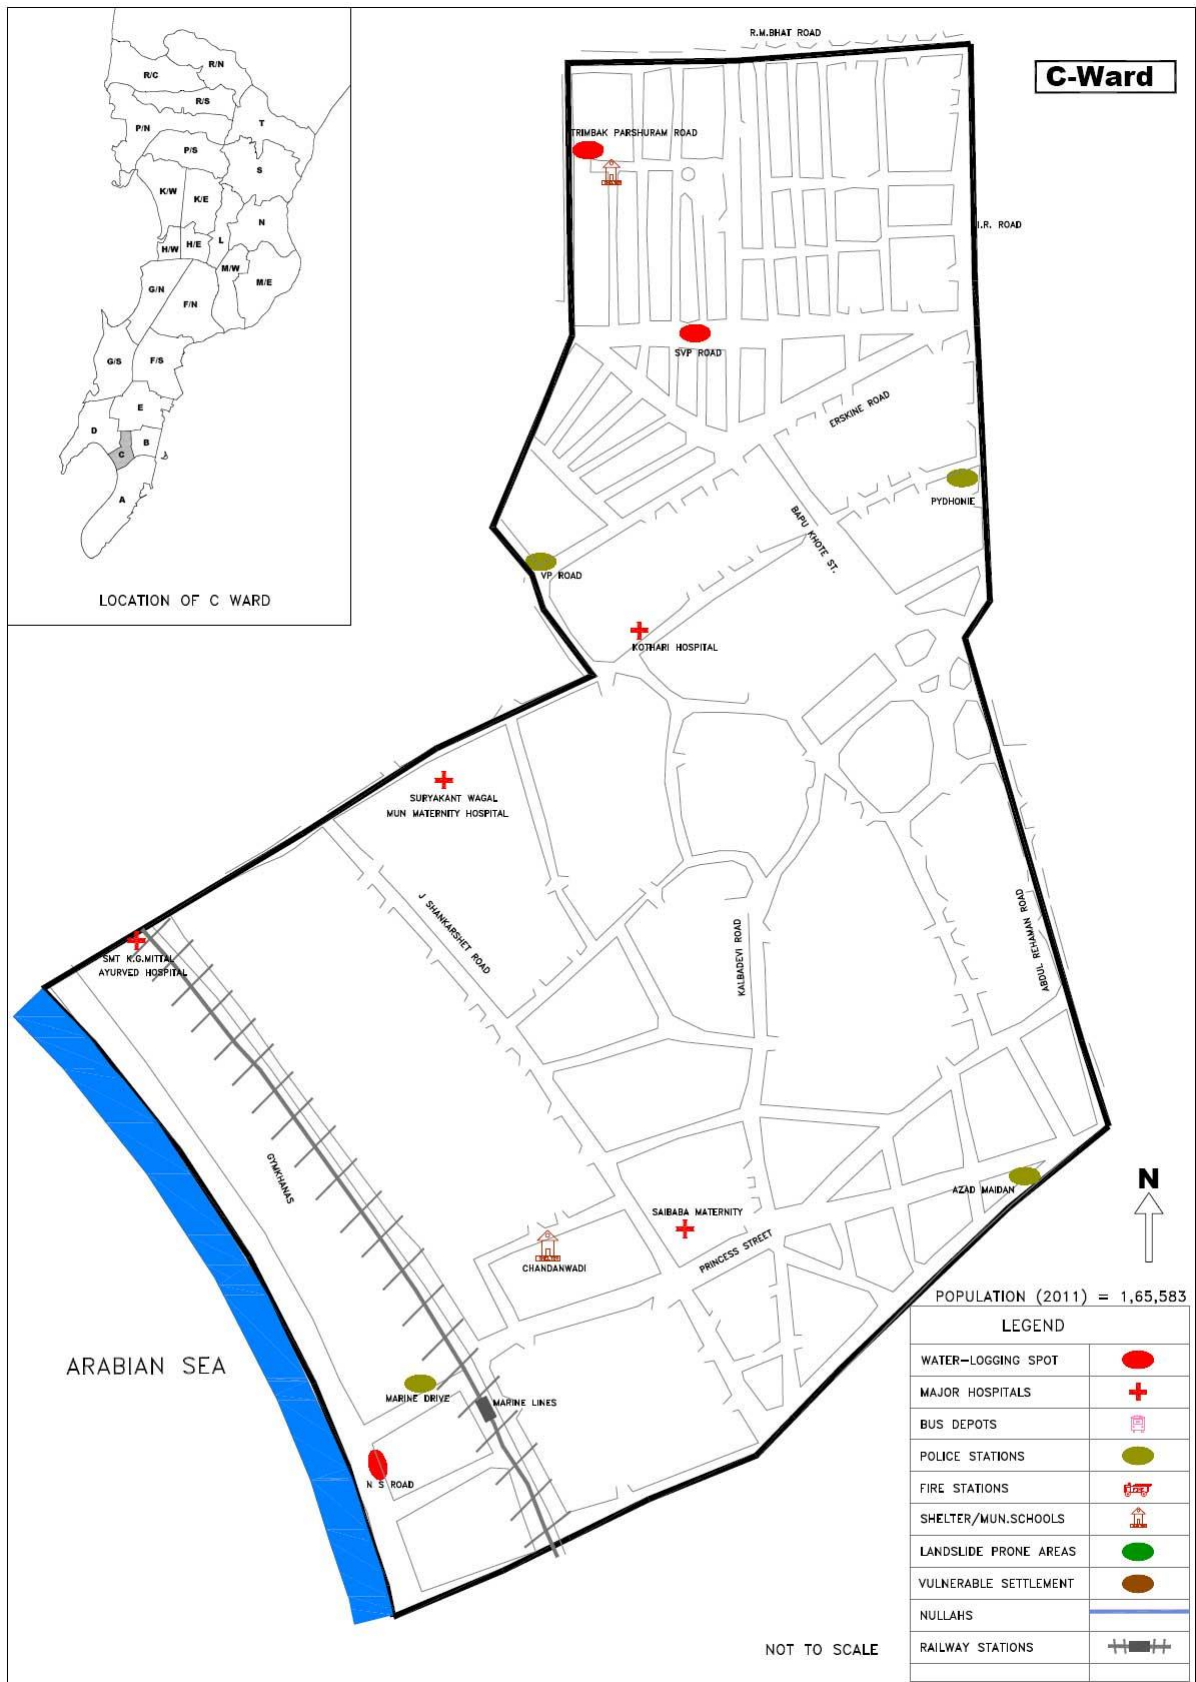 R/C
R/N
R/S
P/N
T
P/S
S
K/W
K/E
N
H/W
H/E
L
M/W
M/E
G/N
F/N
G/S
F/S
E
D
B
C
A
LOCATION OF C WARD
R.M.BHAT ROAD
C-Ward
TRIMBAK PARSHURAM ROAD
I.R. ROAD
SVP ROAD
ERSKINE ROAD
PYDHONIE
BAPU KHOTE ST.
VP ROAD
KOTHARI HOSPITAL
SURYAKANT WAGAL
MUN MATERNITY HOSPITAL
J SHANKARSHET ROAD
KALBADEVI ROAD
ABDUL REHAMAN ROAD
SMT K.G.MITTAL
AYURVED HOSPITAL
GYMKHANAS
AZAD MAIDAN
SAIBABA MATERNITY
PRINCESS STREET
CHANDANWADI
N
ARABIAN SEA
MARINE DRIVE
MARINE LINES
N S ROAD
POPULATION (2011) = 1,65,583
LEGEND
WATER-LOGGING SPOT
MAJOR HOSPITALS
BUS DEPOTS
POLICE STATIONS
FIRE STATIONS
SHELTER/MUN.SCHOOLS
LANDSLIDE PRONE AREAS
VULNERABLE SETTLEMENT
NULLAHS
RAILWAY STATIONS
NOT TO SCALE